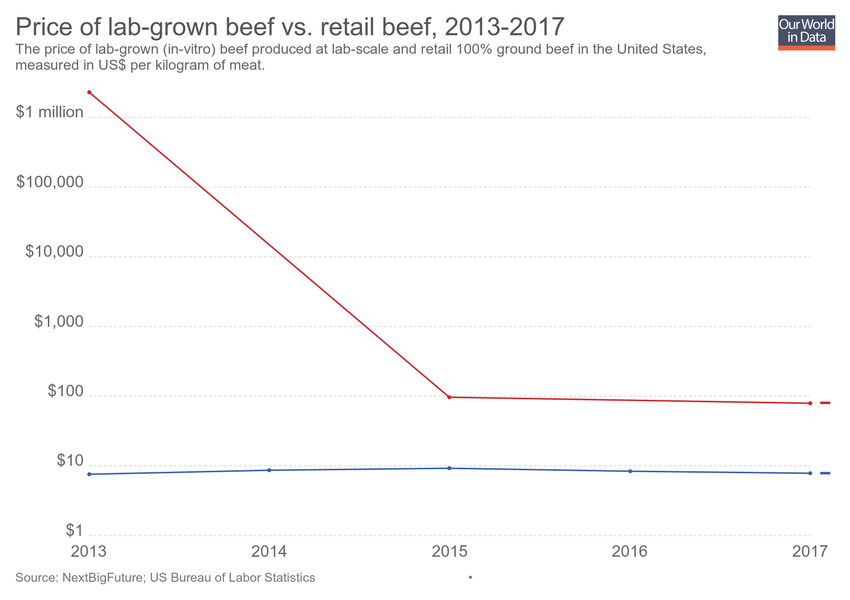 Price of lab-grown beef vs. retail beef, 2013-2017
Our World
in Data
The price of lab-grown (in-vitro) beef produced at lab-scale and retail 100% ground beef in the United States,
measured in US$ per kilogram of meat.
$1 million
$100,000
$10,000
$1,000
$100
$10
$1
2013 2014 2015 2016 2017
Source: NextBigFuture; US Bureau of Labor Statistics •